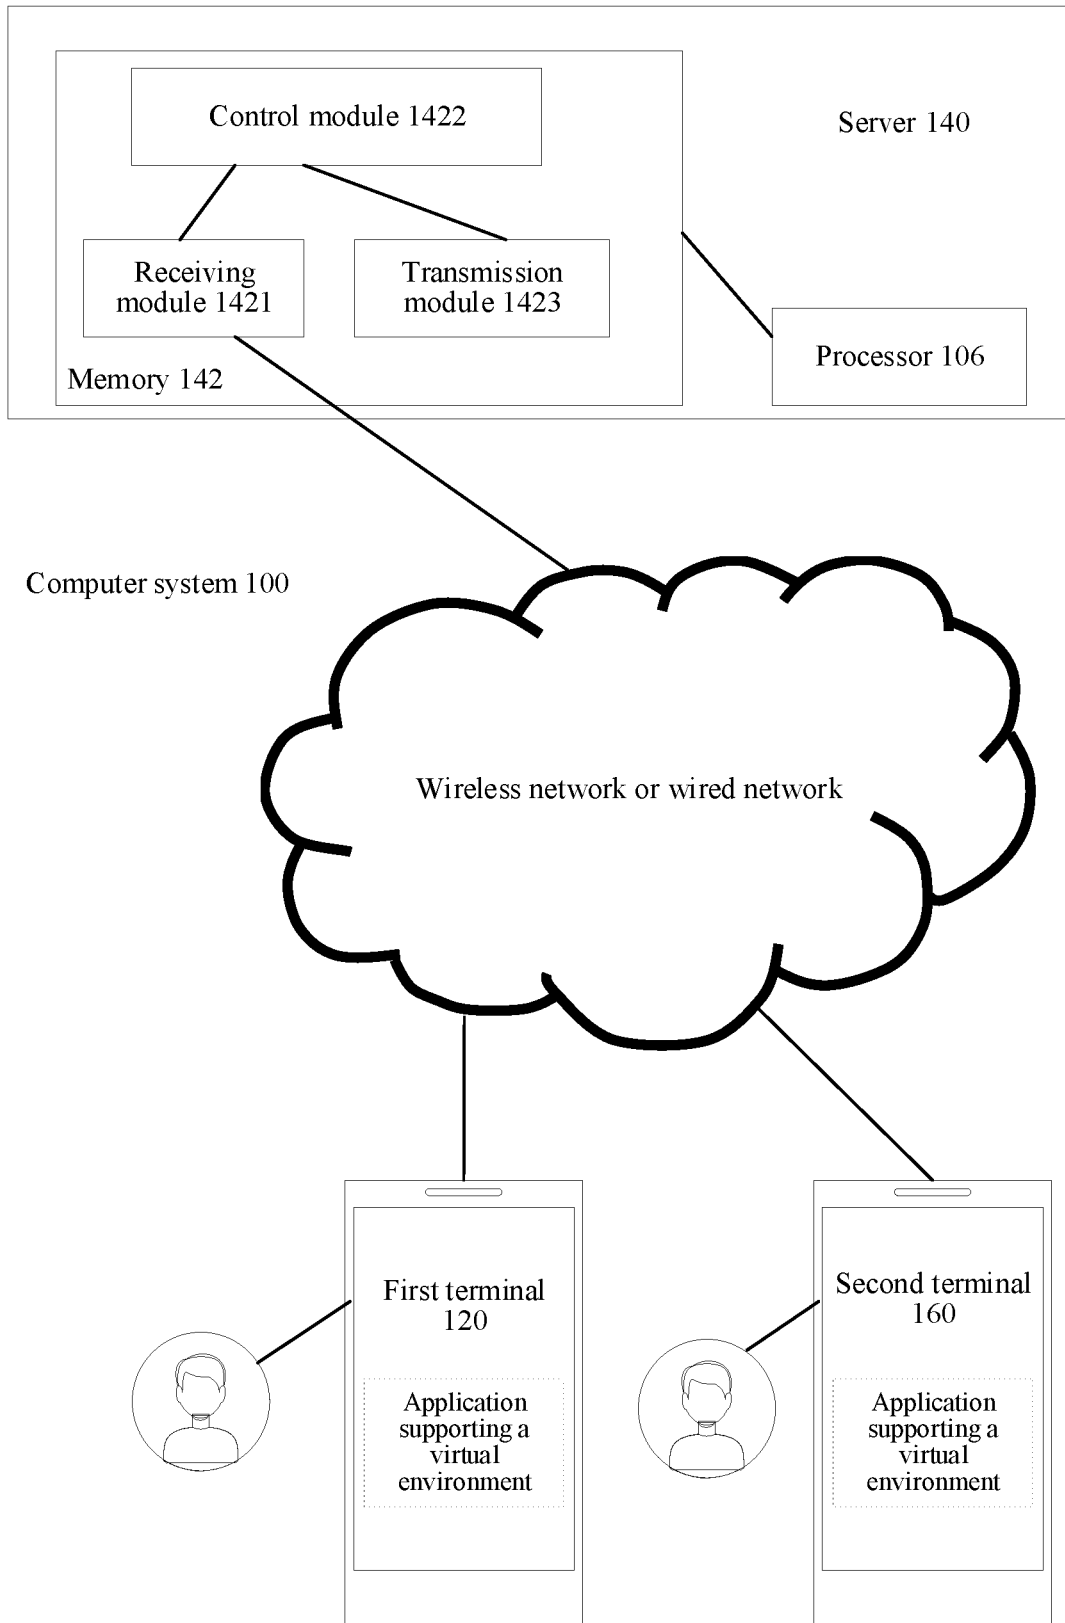 Control module 1422
Server 140
Receiving
module 1421
Transmission
module 1423
Processor 106
Memory 142
Computer system 100
Wireless network or wired network
First terminal
120
Second terminal
160
Application
supporting a
virtual
environment
Application
supporting a
virtual
environment